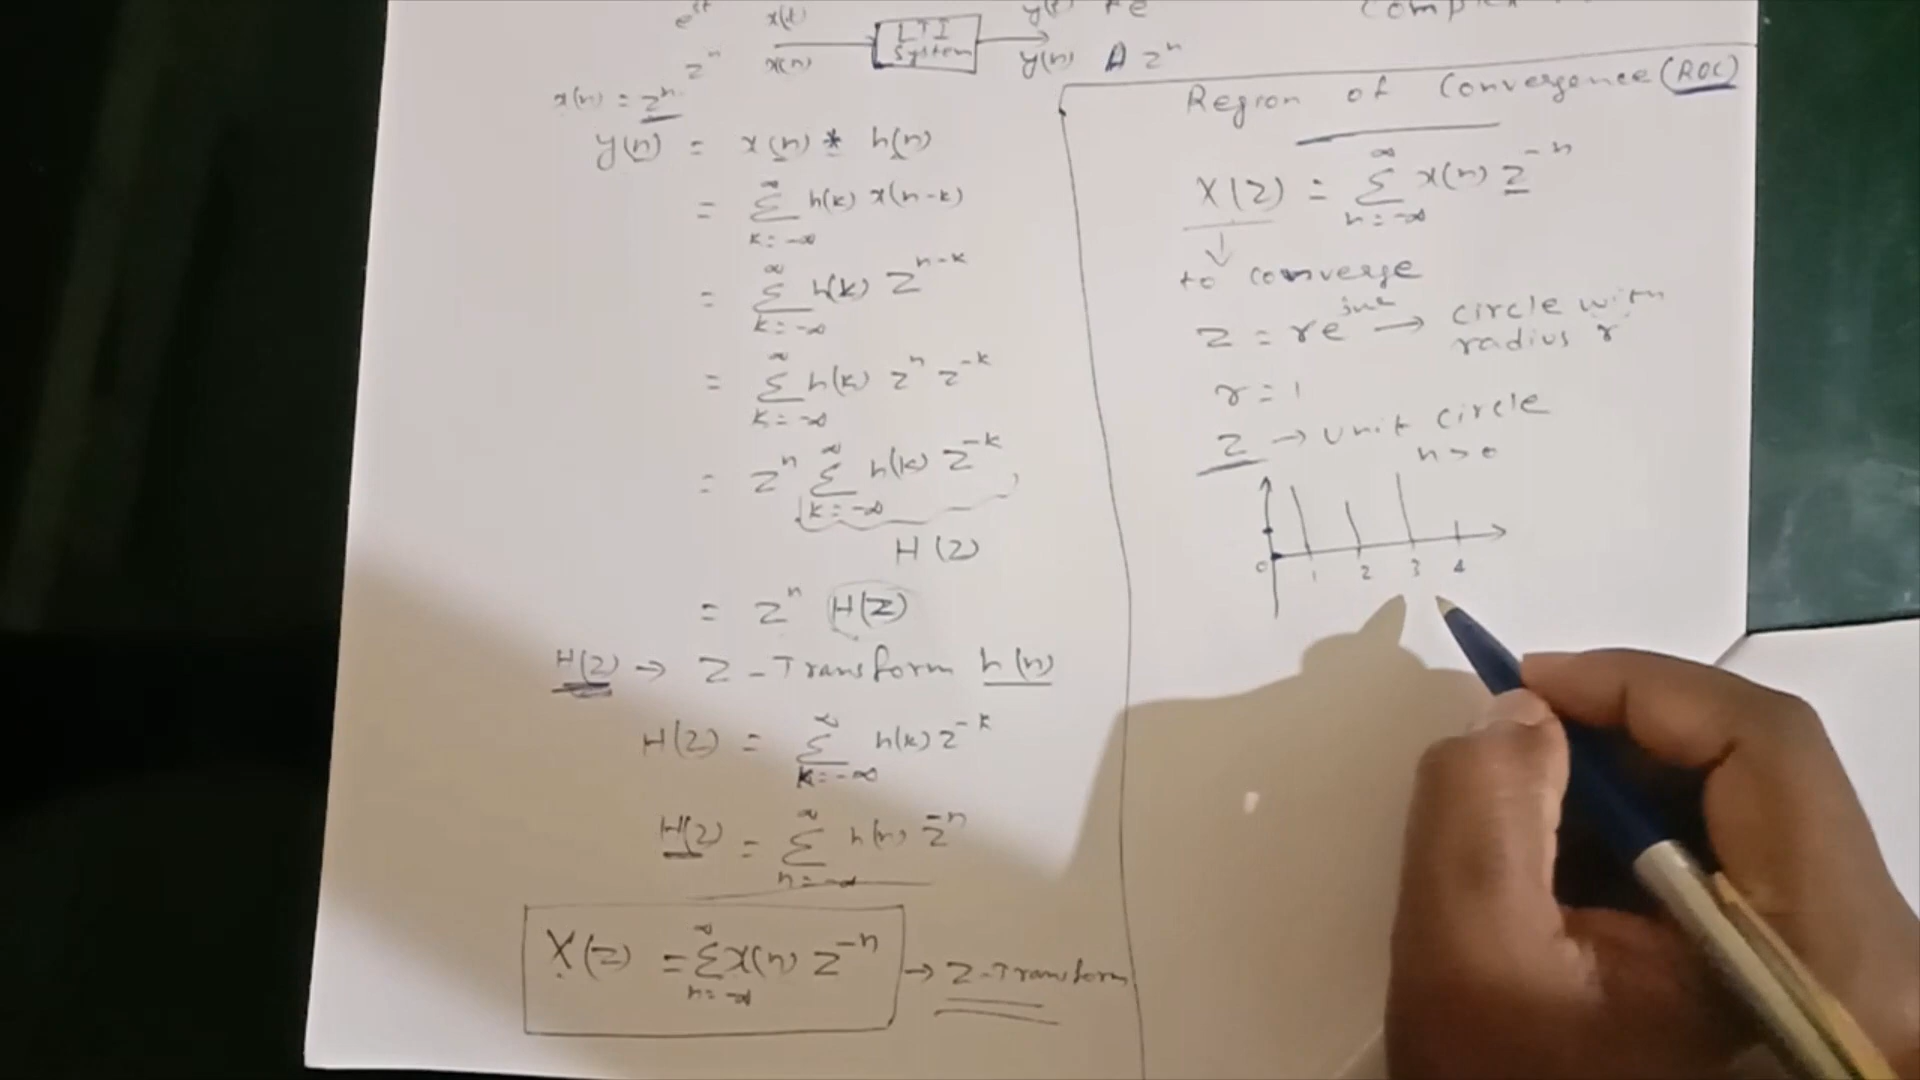 x(t)
z^n x(n) LTI System y(n) A z^n
x(n) = z^n
y(n) = x(n) * h(n)
= Σ_{k=-∞}^{∞} h(k) x(n-k)
= Σ_{k=-∞}^{∞} h(k) z^{n-k}
= Σ_{k=-∞}^{∞} h(k) z^n z^{-k}
= z^n Σ_{k=-∞}^{∞} h(k) z^{-k}
H(z)
= z^n H(z)
H(z) → Z-Transform h(n)
H(z) = Σ_{k=-∞}^{∞} h(k) z^{-k}
H(z) = Σ_{n=-∞}^{∞} h(n) z^{-n}
X(z) = Σ_{n=-∞}^{∞} x(n) z^{-n} → Z-Transform
Region of Convergence (ROC)
X(z) = Σ_{n=-∞}^{∞} x(n) z^{-n}
↓
to converge
z = re^{jω} → circle with
radius r
r = 1
z → unit circle
n > 0
0 1 2 3 4